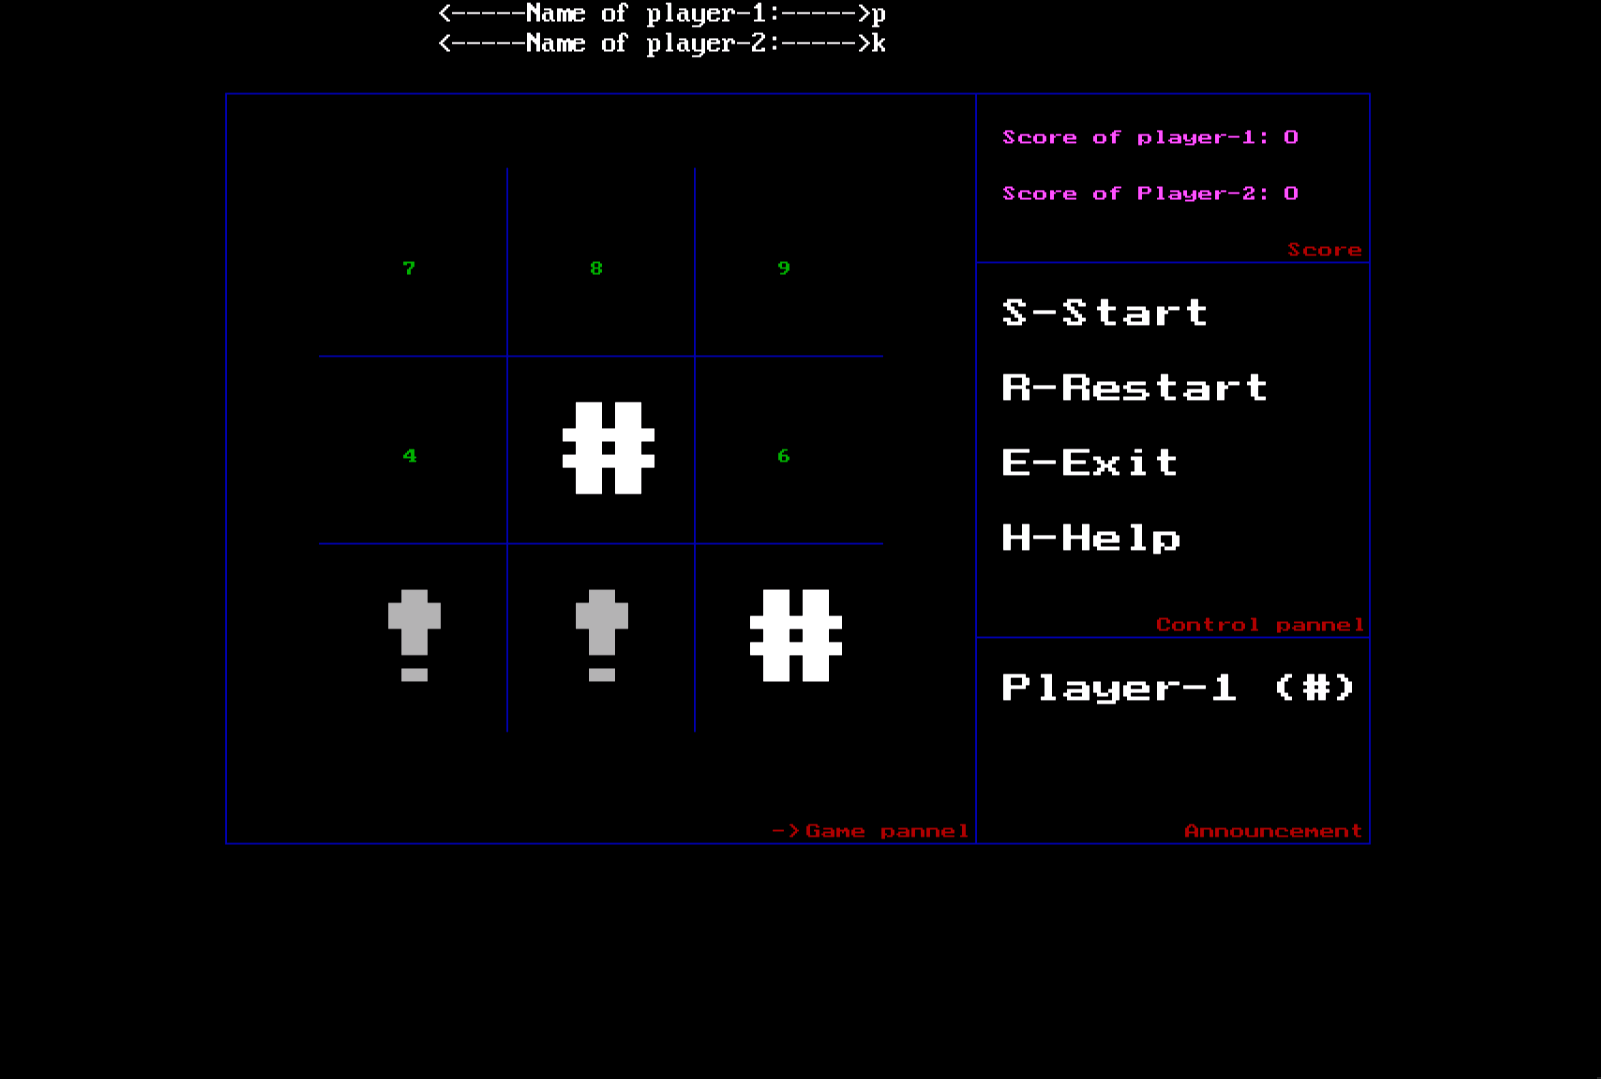 <-----Name of player-1:----->p
<-----Name of player-2:----->k
Score of player-1: 0
Score of Player-2: 0
Score
7 8 9
S-Start
R-Restart
4 # 6
E-Exit
H-Help
! ! #
Control pannel
Player-1 (#)
->Game pannel
Announcement